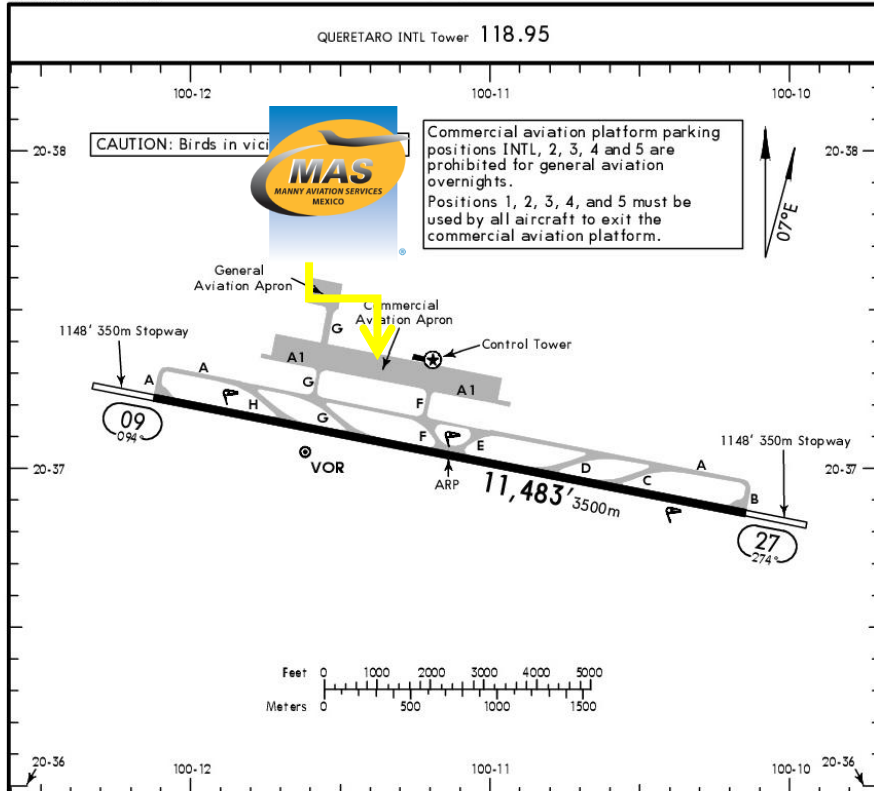 QUERETARO INTL Tower 118.95
100-12
100-11
100-10
20-38
20-38
CAUTION: Birds in
MAS
MANNY AVIATION SERVICES
MEXICO
®
Commercial aviation platform parking
positions INTL, 2, 3, 4 and 5 are
prohibited for general aviation
overnights.
Positions 1, 2, 3, 4, and 5 must be
used by all aircraft to exit the
commercial aviation platform.
07°E
General
Aviation Apron
Commercial
Aviation Apron
G
1148' 350m Stopway
Control Tower
A1
A1
A
A
G
F
H
G
F
E
09
094°
VOR
ARP
D
C
A
B
1148' 350m Stopway
20-37
20-37
11,483' 3500m
27
274°
Feet 0 1000 2000 3000 4000 5000
Meters 0 500 1000 1500
20-36
100-12
100-11
100-10
20-36